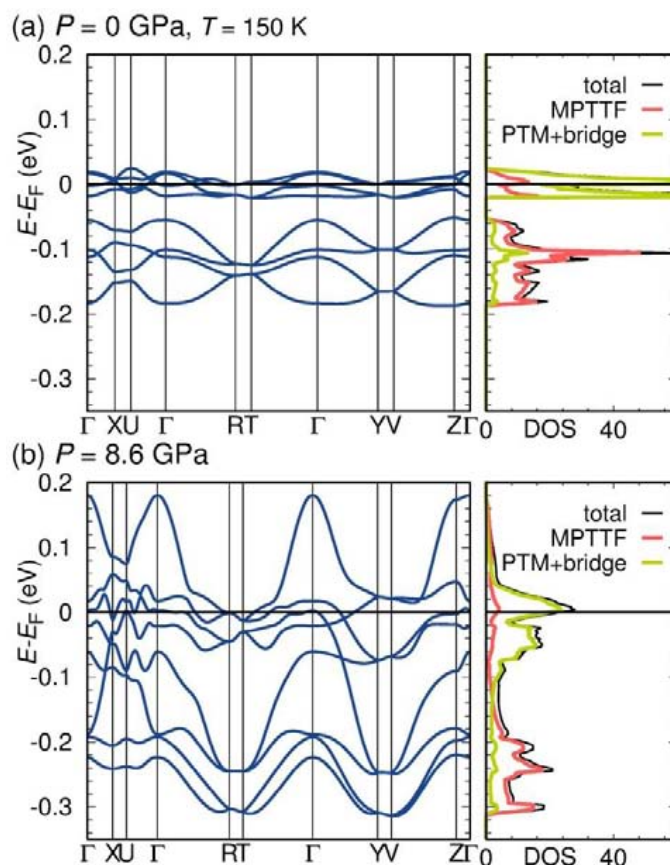 (a) P = 0 GPa, T = 150 K
0.2
0.1
0
-0.1
-0.2
-0.3
E-E_F (eV)
Γ XU Γ RT Γ YV ZΓ
total
MPTTF
PTM+bridge
0 DOS 40
(b) P = 8.6 GPa
0.2
0.1
0
-0.1
-0.2
-0.3
E-E_F (eV)
Γ XU Γ RT Γ YV ZΓ
total
MPTTF
PTM+bridge
0 DOS 40